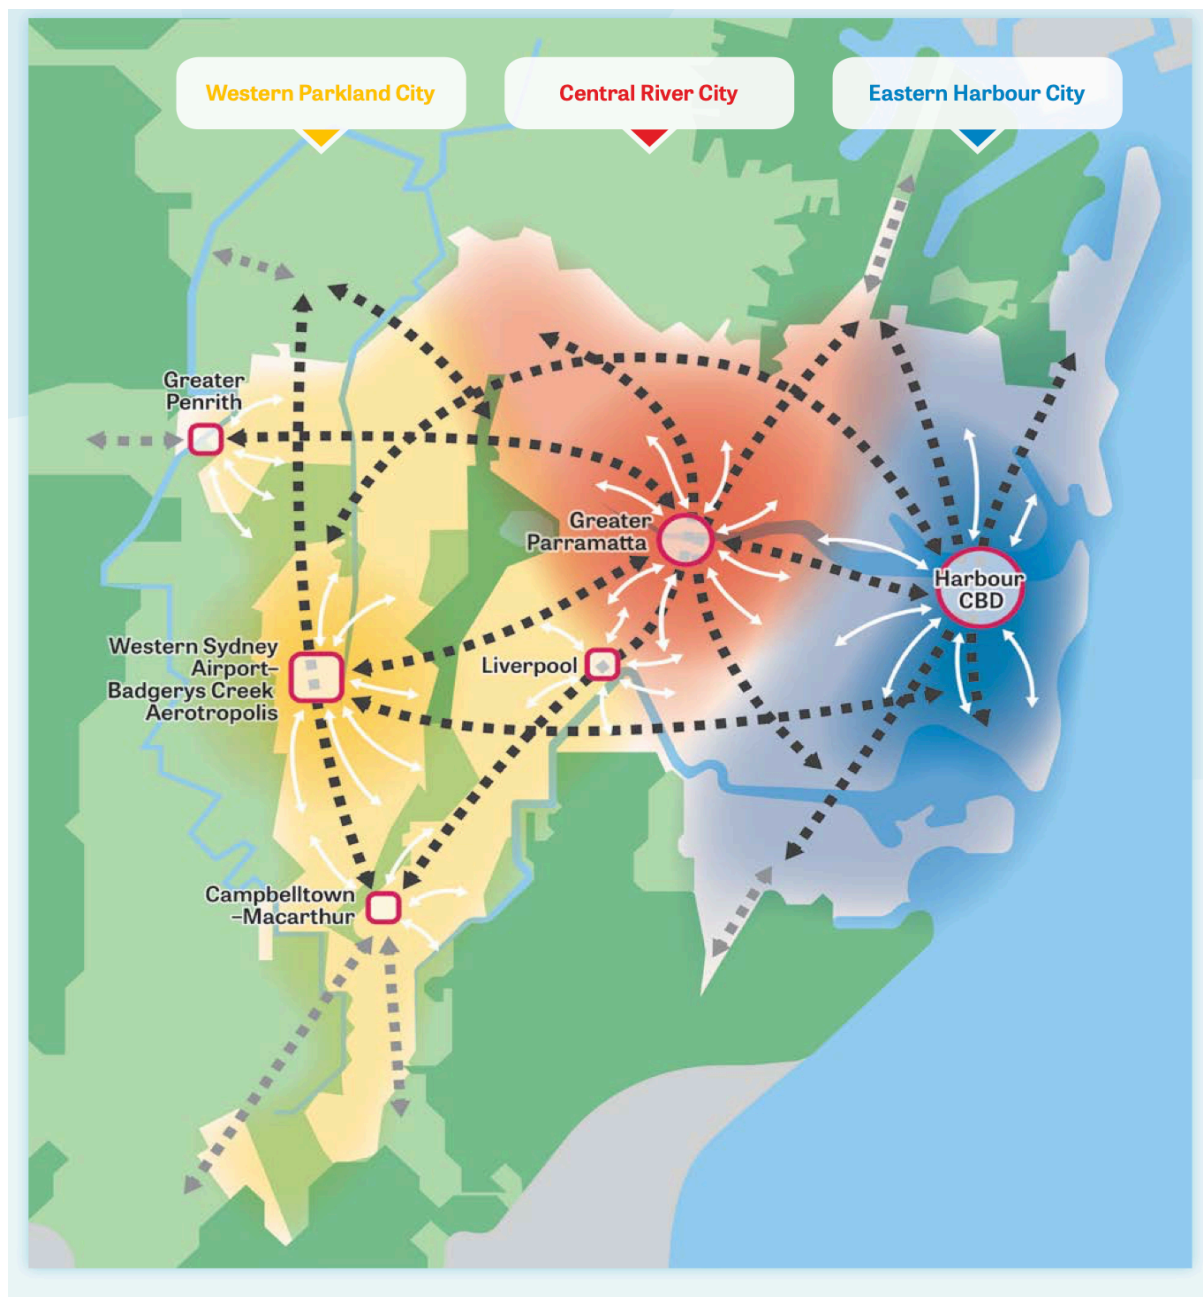 Western Parkland City
Central River City
Eastern Harbour City
Greater
Penrith
Greater
Parramatta
Harbour
CBD
Western Sydney
Airport–
Badgerys Creek
Aerotropolis
Liverpool
Campbelltown
–Macarthur